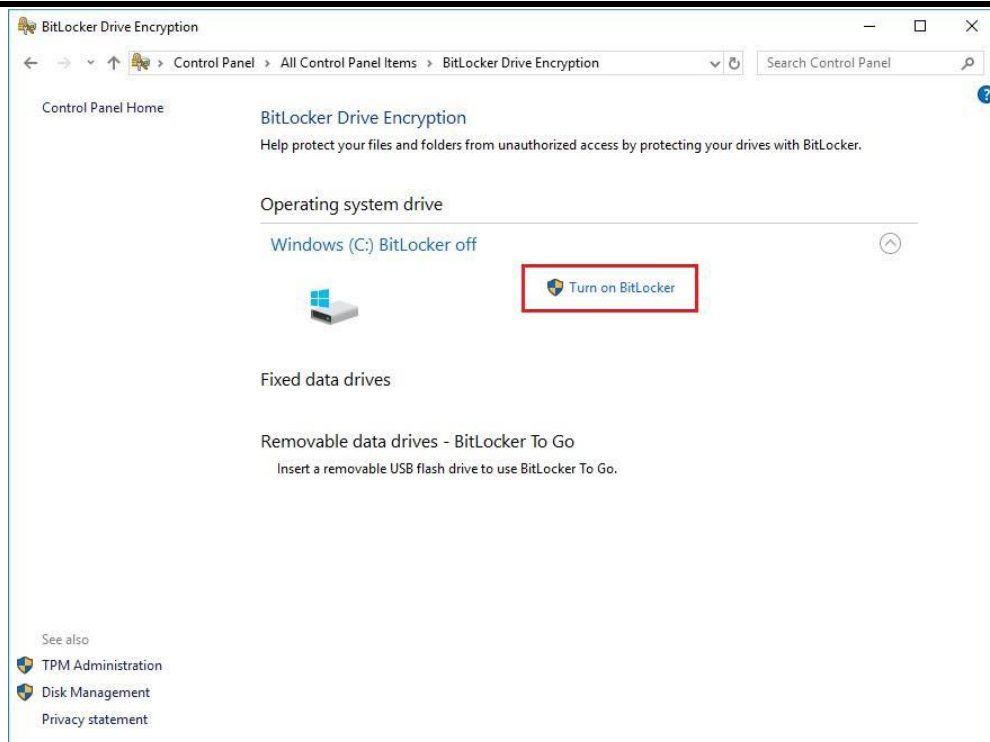 BitLocker Drive Encryption
Control Panel > All Control Panel Items > BitLocker Drive Encryption
Search Control Panel
?
Control Panel Home
BitLocker Drive Encryption
Help protect your files and folders from unauthorized access by protecting your drives with BitLocker.
Operating system drive
Windows (C:) BitLocker off
Turn on BitLocker
Fixed data drives
Removable data drives - BitLocker To Go
Insert a removable USB flash drive to use BitLocker To Go.
See also
TPM Administration
Disk Management
Privacy statement